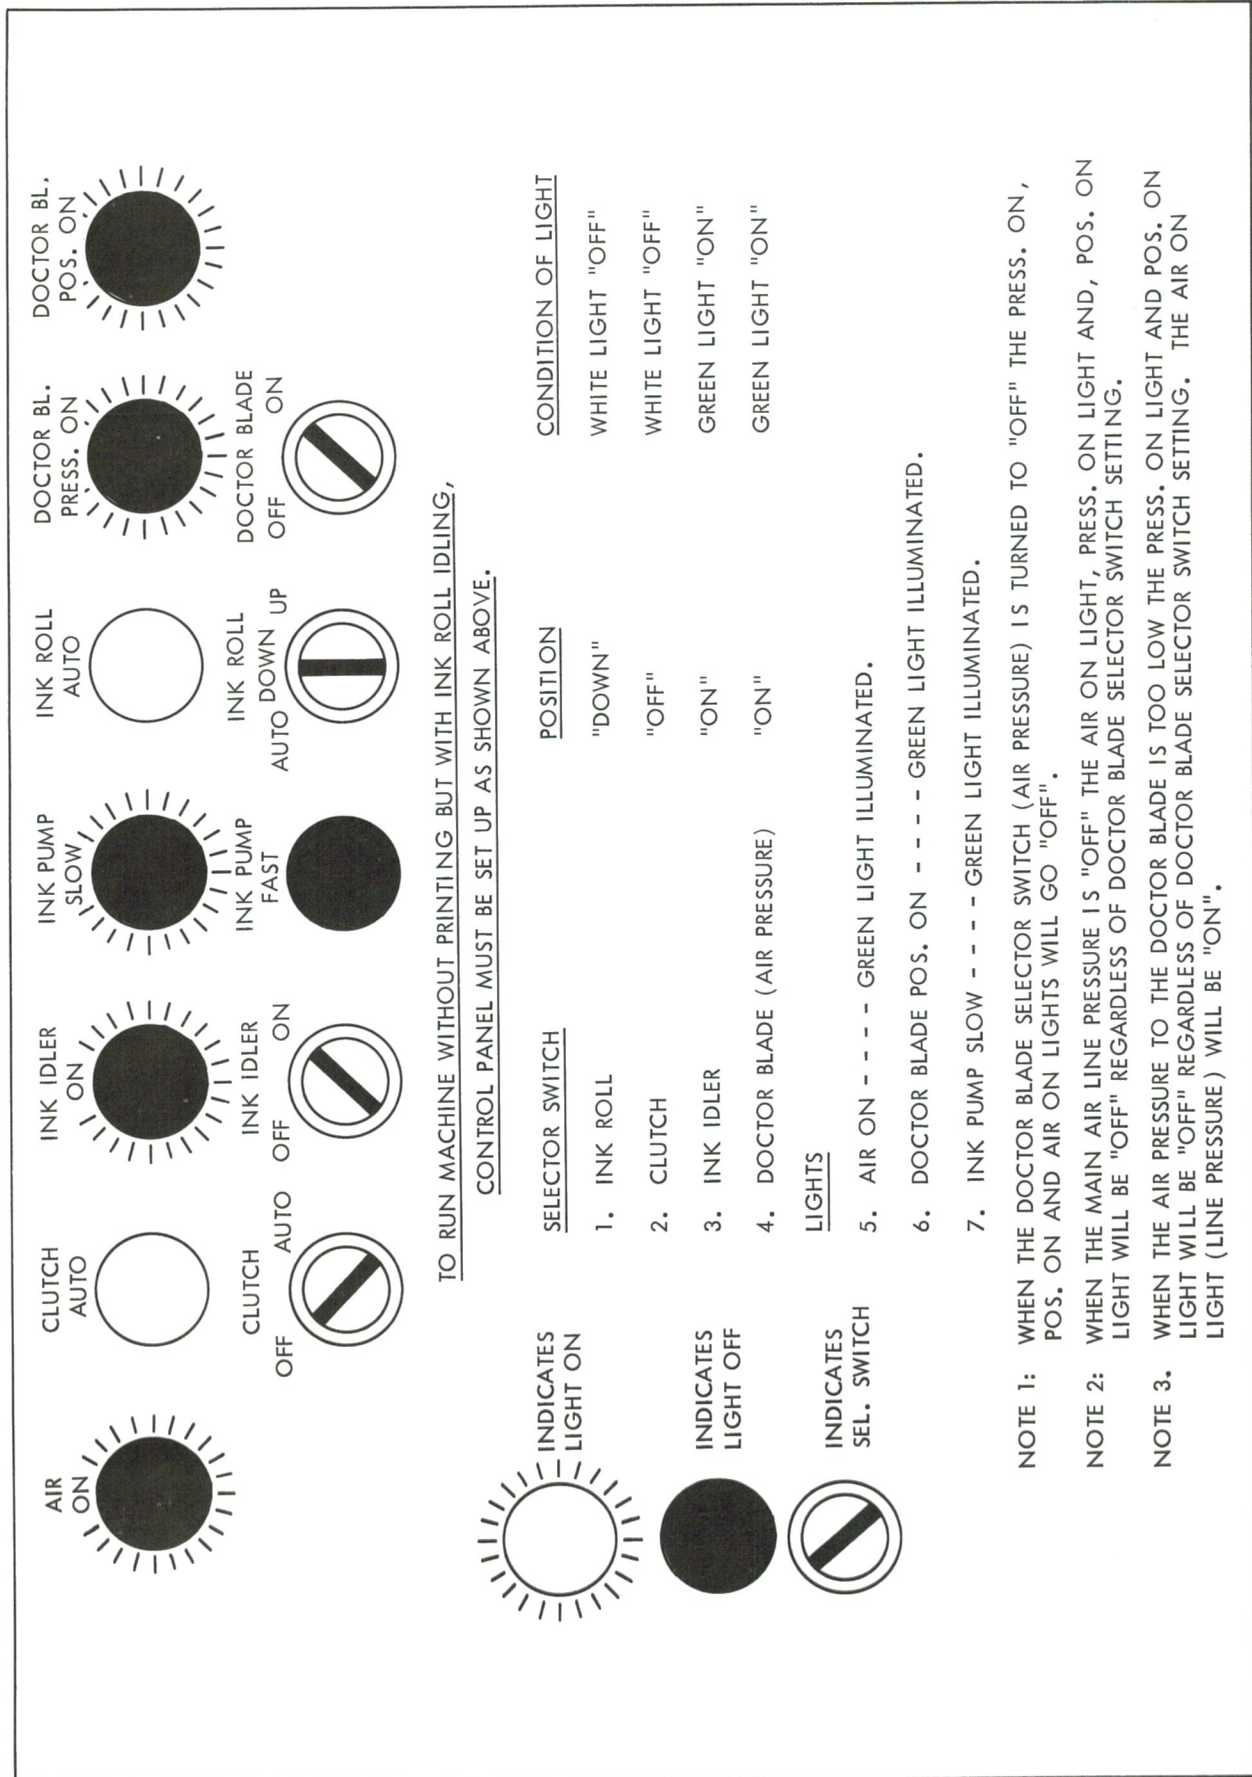 AIR
ON
CLUTCH
AUTO
INK IDLER
ON
INK PUMP
SLOW
INK ROLL
AUTO
DOCTOR BL.
PRESS. ON
DOCTOR BL.
POS. ON
CLUTCH
OFF AUTO
INK IDLER
OFF ON
INK PUMP
FAST
INK ROLL
AUTO DOWN UP
DOCTOR BLADE
OFF ON
TO RUN MACHINE WITHOUT PRINTING BUT WITH INK ROLL IDLING,
CONTROL PANEL MUST BE SET UP AS SHOWN ABOVE.
INDICATES
LIGHT ON
INDICATES
LIGHT OFF
INDICATES
SEL. SWITCH
SELECTOR SWITCH POSITION CONDITION OF LIGHT
1. INK ROLL "DOWN" WHITE LIGHT "OFF"
2. CLUTCH "OFF" WHITE LIGHT "OFF"
3. INK IDLER "ON" GREEN LIGHT "ON"
4. DOCTOR BLADE (AIR PRESSURE) "ON" GREEN LIGHT "ON"
LIGHTS
5. AIR ON - - - - GREEN LIGHT ILLUMINATED.
6. DOCTOR BLADE POS. ON - - - - GREEN LIGHT ILLUMINATED.
7. INK PUMP SLOW - - - - GREEN LIGHT ILLUMINATED.
NOTE 1: WHEN THE DOCTOR BLADE SELECTOR SWITCH (AIR PRESSURE) IS TURNED TO "OFF" THE PRESS. ON,
POS. ON AND AIR ON LIGHTS WILL GO "OFF".
NOTE 2: WHEN THE MAIN AIR LINE PRESSURE IS "OFF" THE AIR ON LIGHT, PRESS. ON LIGHT AND, POS. ON
LIGHT WILL BE "OFF" REGARDLESS OF DOCTOR BLADE SELECTOR SWITCH SETTING.
NOTE 3. WHEN THE AIR PRESSURE TO THE DOCTOR BLADE IS TOO LOW THE PRESS. ON LIGHT AND POS. ON
LIGHT WILL BE "OFF" REGARDLESS OF DOCTOR BLADE SELECTOR SWITCH SETTING. THE AIR ON
LIGHT (LINE PRESSURE) WILL BE "ON".